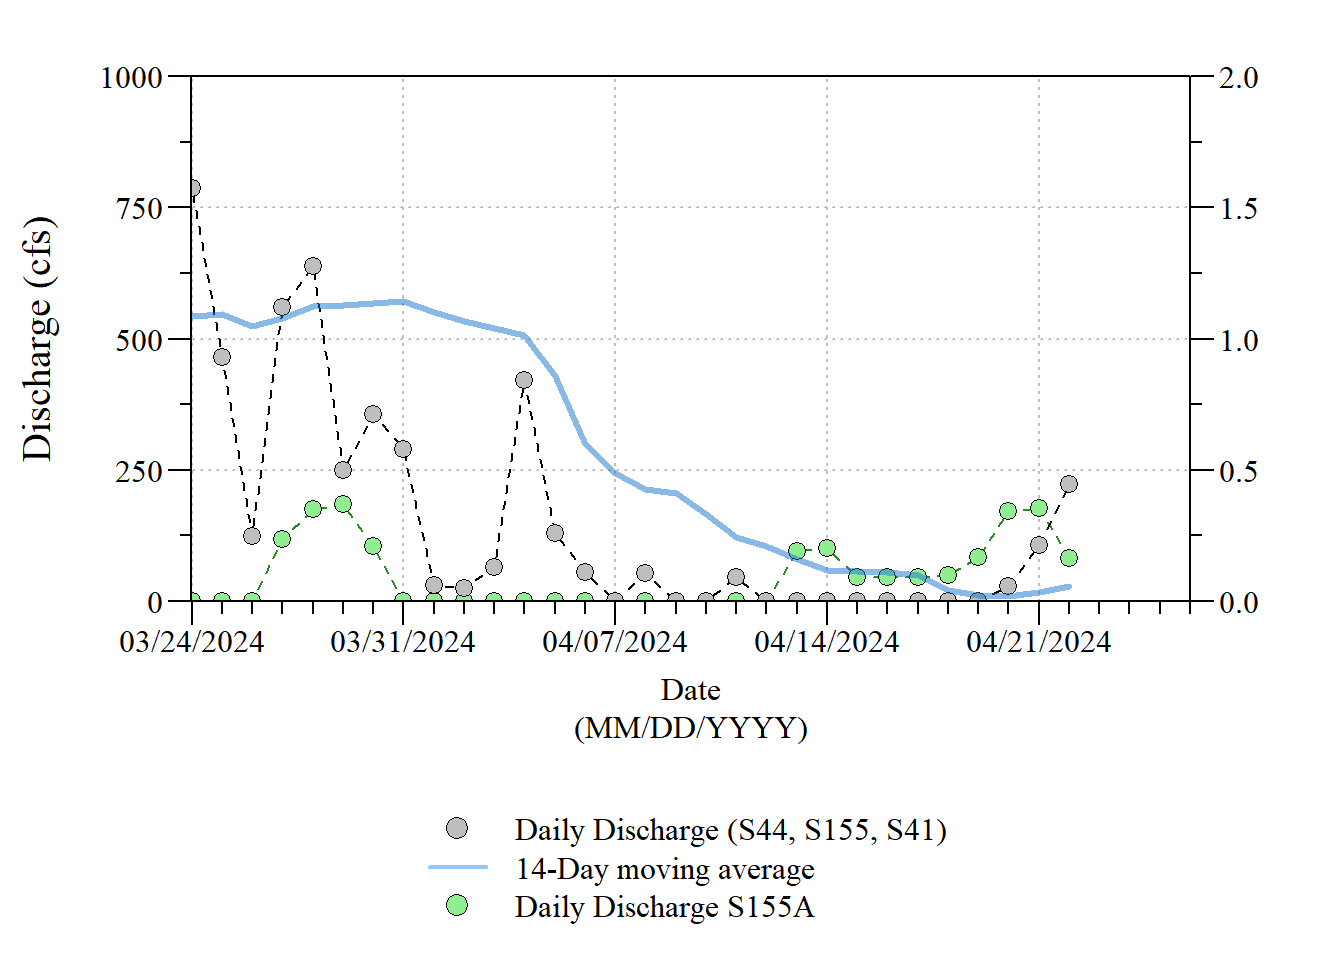 1000
2.0
750
1.5
500
1.0
250
0.5
0
0.0
Discharge (cfs)
03/24/2024 03/31/2024 04/07/2024 04/14/2024 04/21/2024
Date
(MM/DD/YYYY)
Daily Discharge (S44, S155, S41)
14-Day moving average
Daily Discharge S155A